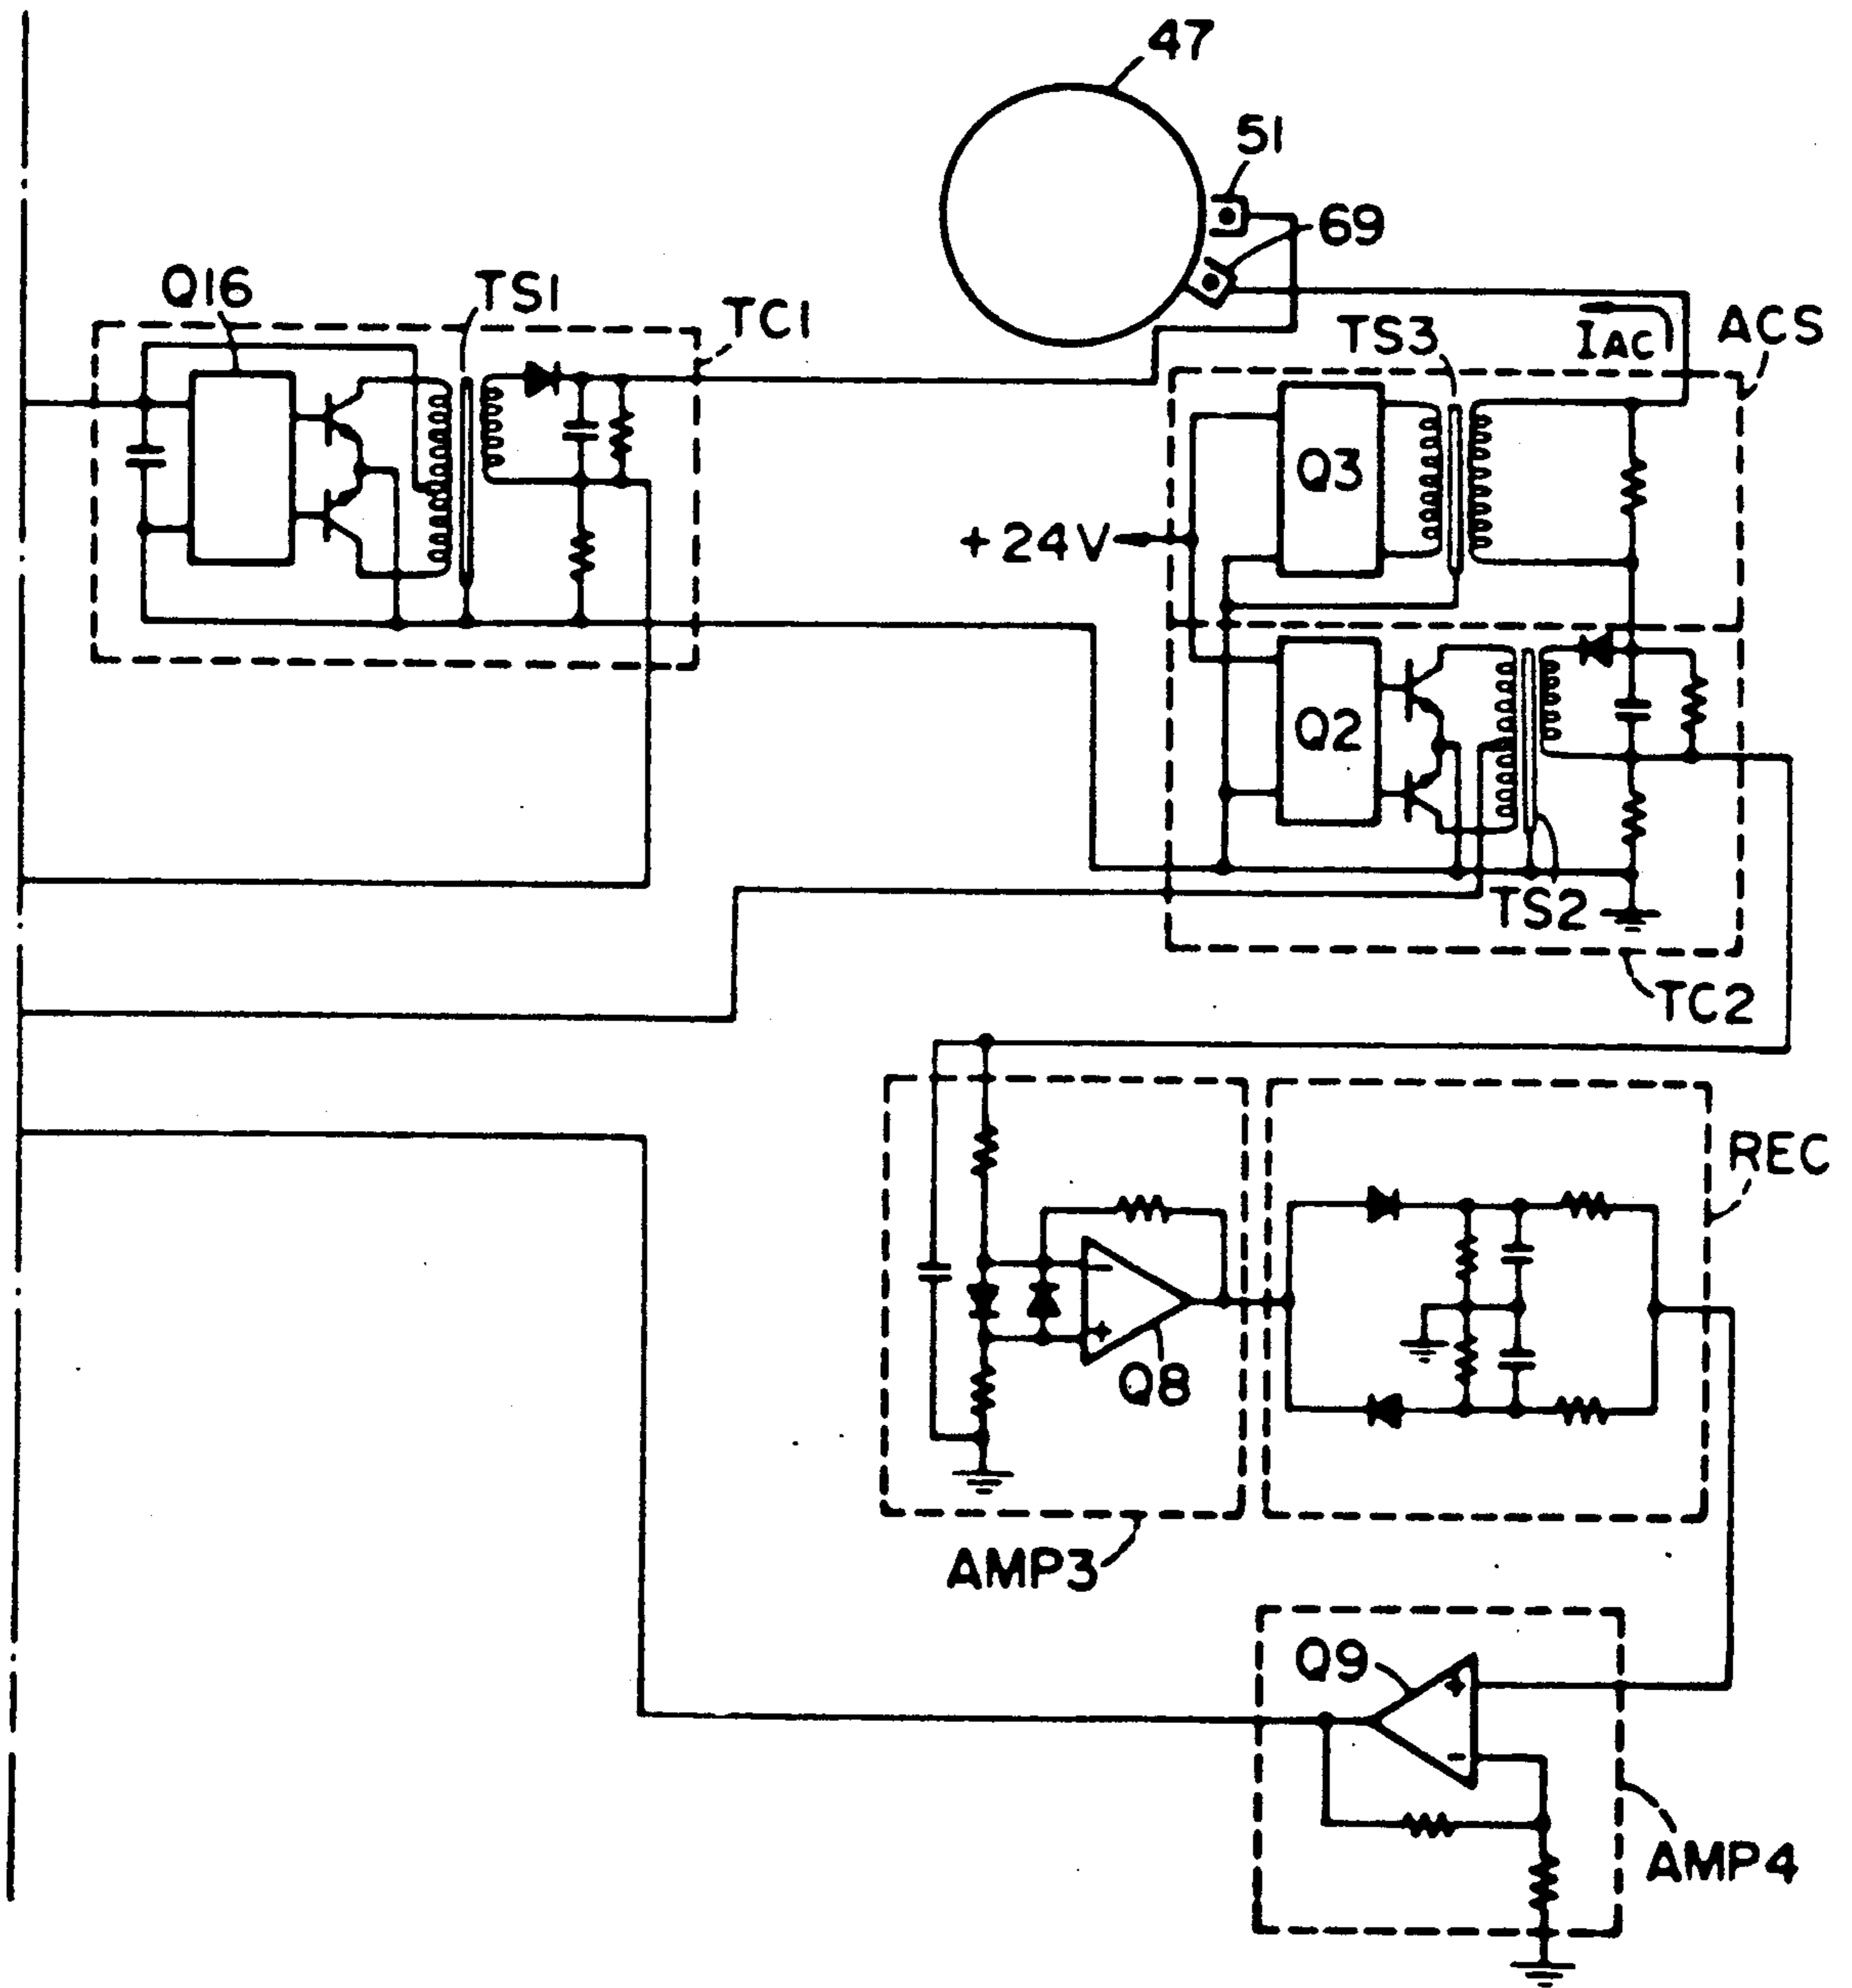 47
51
69
Q16
TS1
TC1
TS3
IAC
ACS
Q3
+24V
Q2
TS2
TC2
REC
- 
+
Q8
AMP3
Q9
+
-
AMP4